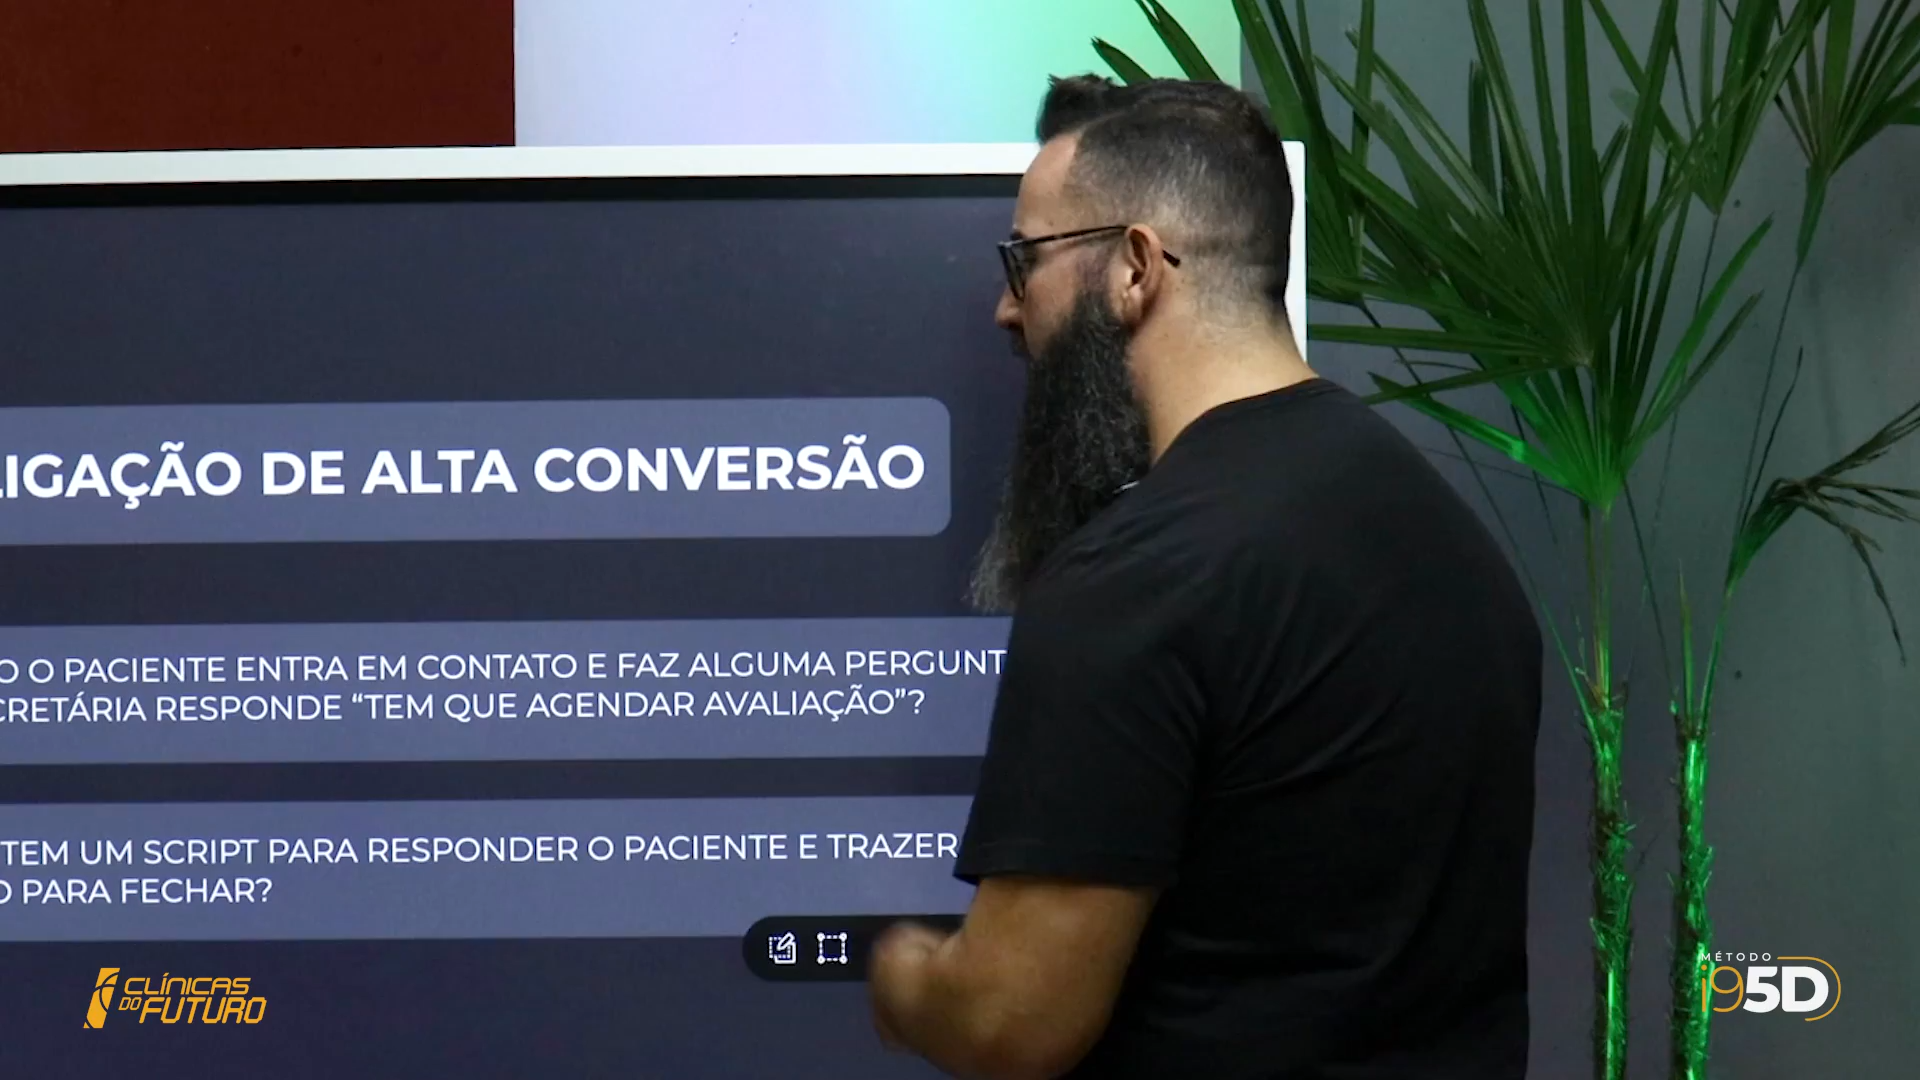 LIGAÇÃO DE ALTA CONVERSÃO
O O PACIENTE ENTRA EM CONTATO E FAZ ALGUMA PERGUNT
CRETÁRIA RESPONDE “TEM QUE AGENDAR AVALIAÇÃO”?
TEM UM SCRIPT PARA RESPONDER O PACIENTE E TRAZER
O PARA FECHAR?
CLÍNICAS
DO FUTURO
MÉTODO
i95D